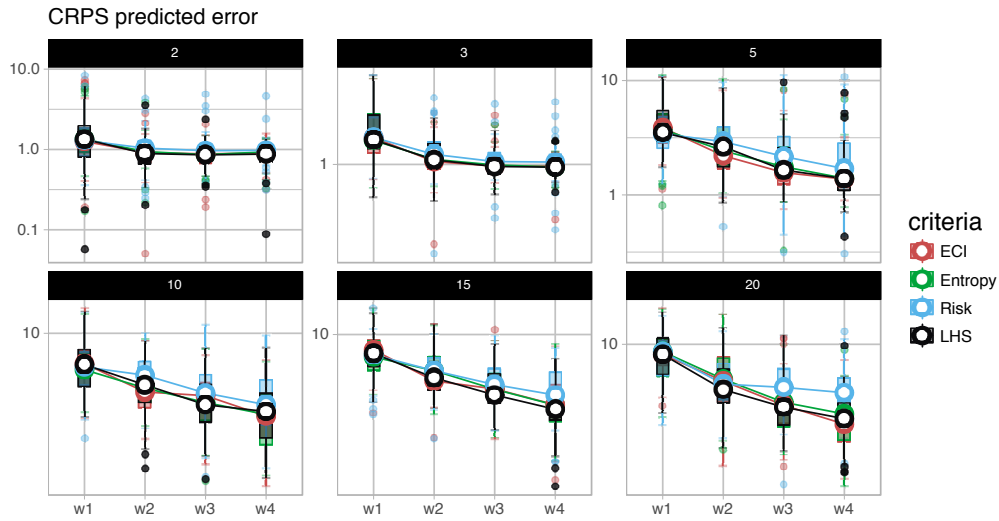 CRPS predicted error
2 3 5
10.0 1.0 0.1
1
10 1
10 15 20
10
10
10
w1 w2 w3 w4
w1 w2 w3 w4
w1 w2 w3 w4
criteria
ECI
Entropy
Risk
LHS